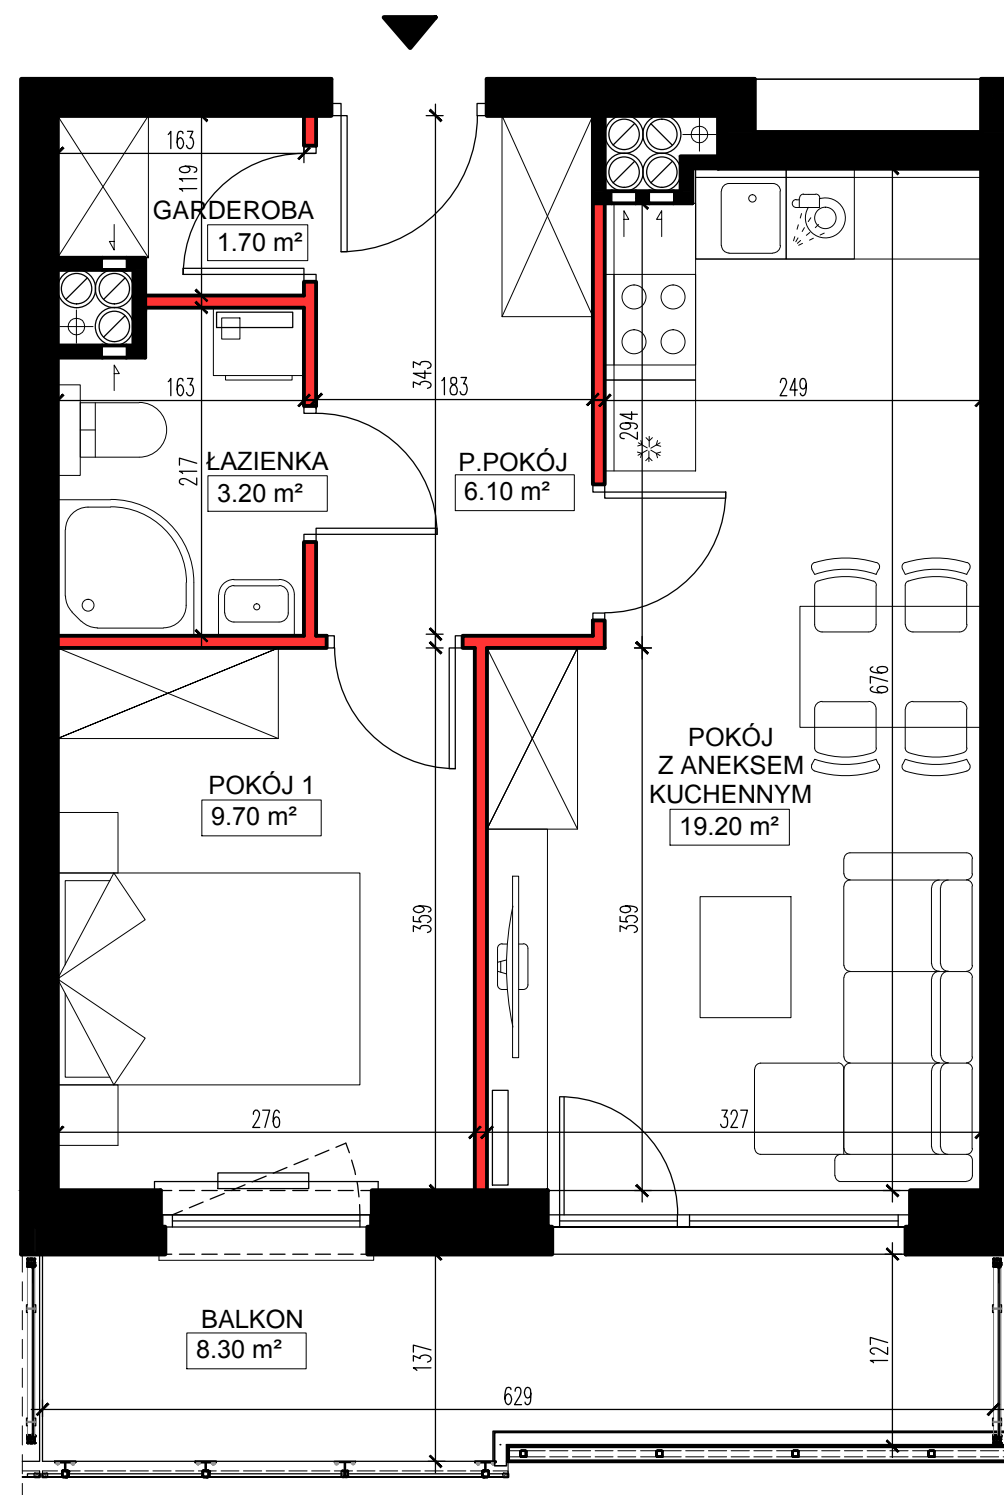 163
119
GARDEROBA
1.70 m²
343
183
163
217
ŁAZIENKA
3.20 m²
P.POKÓJ
6.10 m²
249
294
676
POKÓJ
Z ANEKSEM
KUCHENNYM
19.20 m²
POKÓJ 1
9.70 m²
359
359
276
327
BALKON
8.30 m²
137
127
629